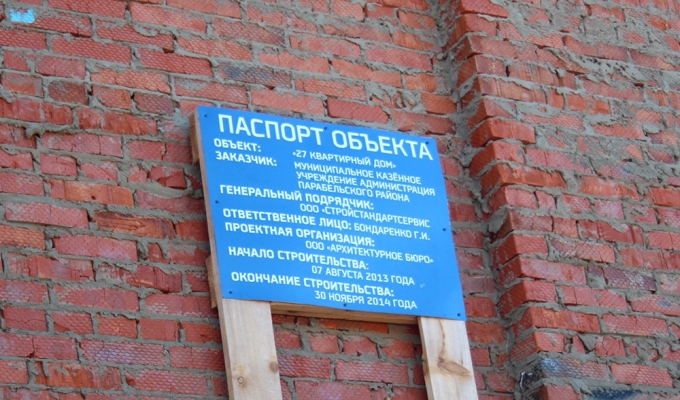 ПАСПОРТ ОБЪЕКТА
ОБЪЕКТ: «27 КВАРТИРНЫЙ ДОМ»
ЗАКАЗЧИК: МУНИЦИПАЛЬНОЕ КАЗЁННОЕ
УЧРЕЖДЕНИЕ АДМИНИСТРАЦИЯ
ПАРАБЕЛЬСКОГО РАЙОНА
ГЕНЕРАЛЬНЫЙ ПОДРЯДЧИК:
ООО «СТРОЙСТАНДАРТСЕРВИС
ОТВЕТСТВЕННОЕ ЛИЦО: БОНДАРЕНКО Г.И.
ПРОЕКТНАЯ ОРГАНИЗАЦИЯ:
ООО «АРХИТЕКТУРНОЕ БЮРО»
НАЧАЛО СТРОИТЕЛЬСТВА:
07 АВГУСТА 2013 ГОДА
ОКОНЧАНИЕ СТРОИТЕЛЬСТВА:
30 НОЯБРЯ 2014 ГОДА